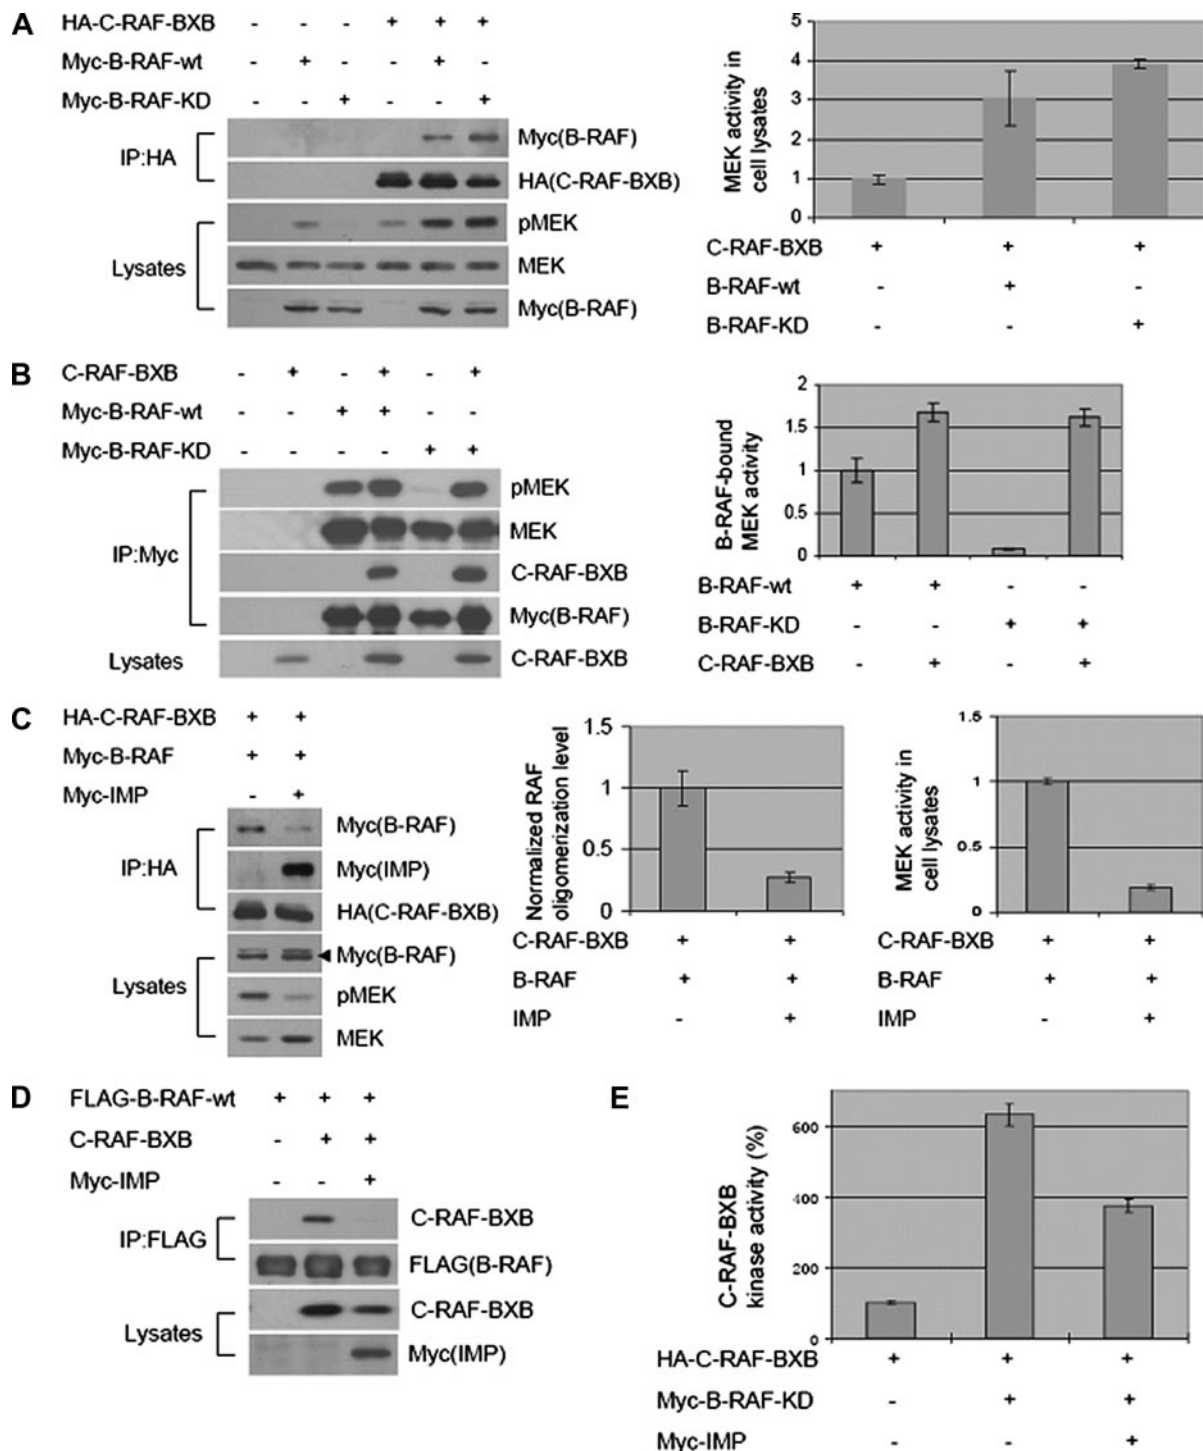 A
HA-C-RAF-BXB - - - + + +
Myc-B-RAF-wt - + - - + -
Myc-B-RAF-KD - - + - - +
IP:HA
Myc(B-RAF)
HA(C-RAF-BXB)
Lysates
pMEK
MEK
Myc(B-RAF)
MEK activity in
cell lysates
5
4
3
2
1
0
C-RAF-BXB + + +
B-RAF-wt - + -
B-RAF-KD - - +
B
C-RAF-BXB - + - + - +
Myc-B-RAF-wt - - + + - -
Myc-B-RAF-KD - - - - + +
IP:Myc
pMEK
MEK
C-RAF-BXB
Myc(B-RAF)
Lysates
C-RAF-BXB
B-RAF-bound
MEK activity
2
1.5
1
0.5
0
B-RAF-wt + + - -
B-RAF-KD - - + +
C-RAF-BXB - + - +
C
HA-C-RAF-BXB + +
Myc-B-RAF + +
Myc-IMP - +
IP:HA
Myc(B-RAF)
Myc(IMP)
HA(C-RAF-BXB)
Lysates
Myc(B-RAF)
pMEK
MEK
Normalized RAF
oligomerization level
1.5
1
0.5
0
C-RAF-BXB + +
B-RAF + +
IMP - +
MEK activity in
cell lysates
1.5
1
0.5
0
C-RAF-BXB + +
B-RAF + +
IMP - +
D
FLAG-B-RAF-wt + + +
C-RAF-BXB - + +
Myc-IMP - - +
IP:FLAG
C-RAF-BXB
FLAG(B-RAF)
Lysates
C-RAF-BXB
Myc(IMP)
E
C-RAF-BXB
kinase activity (%)
600
400
200
0
HA-C-RAF-BXB + + +
Myc-B-RAF-KD - + +
Myc-IMP - - +